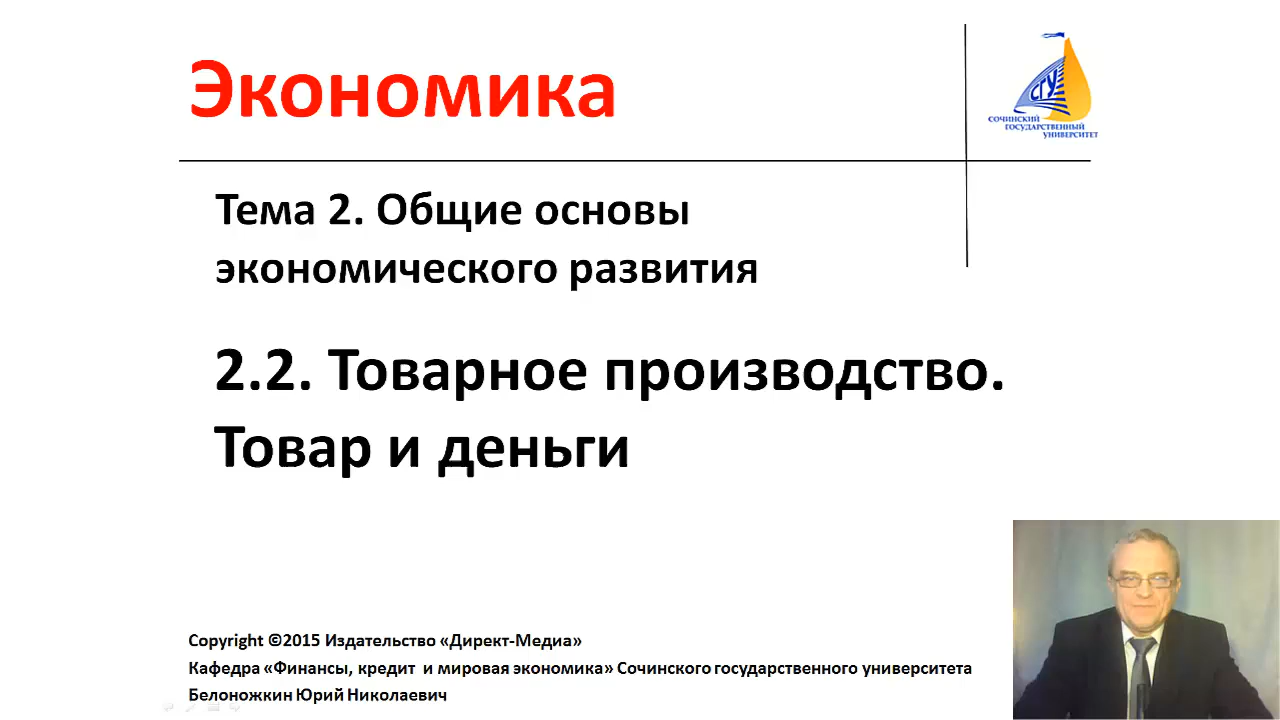 Экономика
СГУ
СОЧИНСКИЙ
ГОСУДАРСТВЕННЫЙ
УНИВЕРСИТЕТ
Тема 2. Общие основы
экономического развития
2.2. Товарное производство.
Товар и деньги
Copyright ©2015 Издательство «Директ-Медиа»
Кафедра «Финансы, кредит и мировая экономика» Сочинского государственного университета
Белоножкин Юрий Николаевич